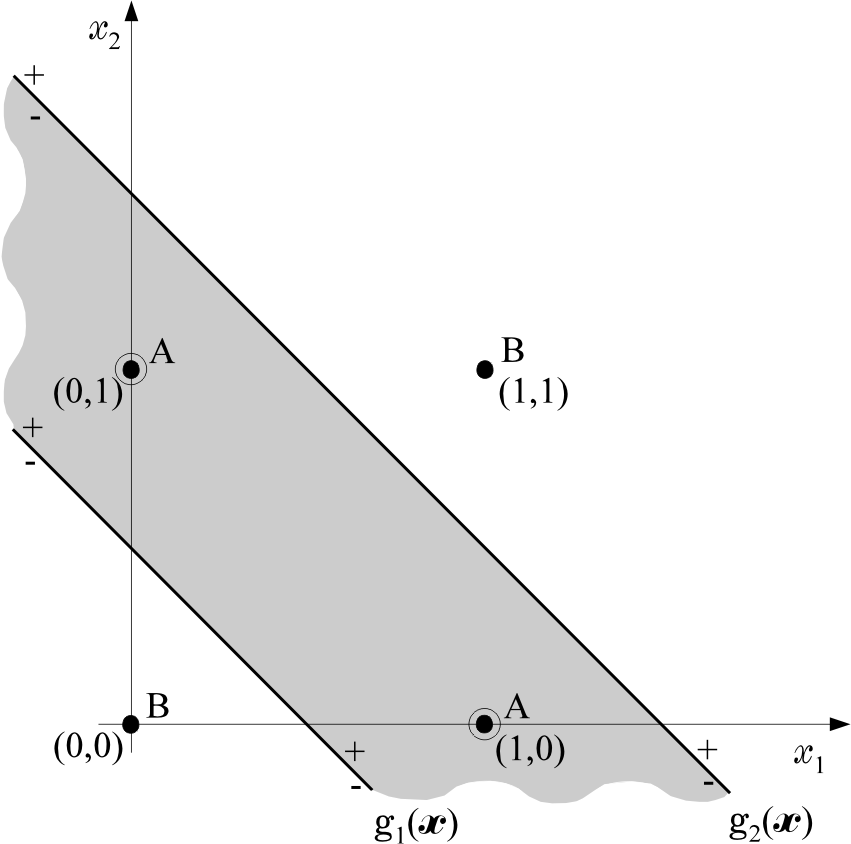 x₂
+
-
A
(0,1)
B
(1,1)
+
-
B
(0,0)
A
(1,0)
+
-
+
-
x₁
g₁(x)
g₂(x)